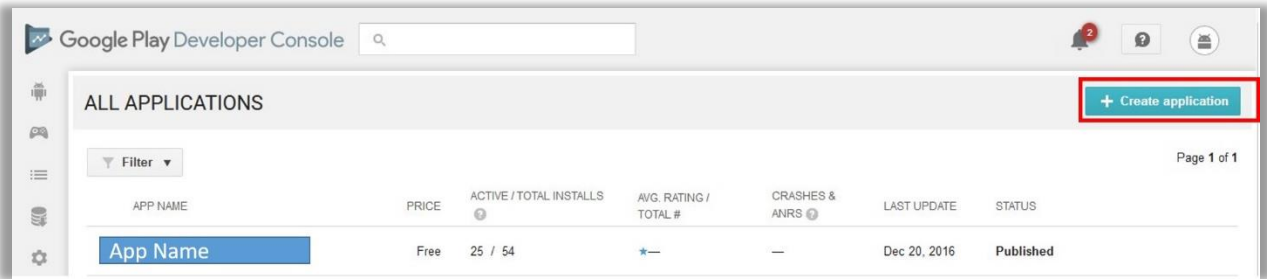 Google Play Developer Console
2
ALL APPLICATIONS
+ Create application
Filter
Page 1 of 1
APP NAME PRICE ACTIVE / TOTAL INSTALLS AVG. RATING / TOTAL # CRASHES & ANRS LAST UPDATE STATUS
App Name Free 25 / 54 ★— — Dec 20, 2016 Published